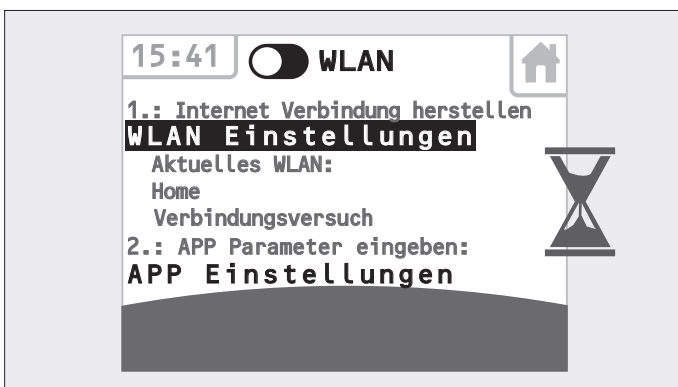 15:41 WLAN
1.: Internet Verbindung herstellen
WLAN Einstellungen
Aktuelles WLAN:
Home
Verbindungsversuch
2.: APP Parameter eingeben:
APP Einstellungen